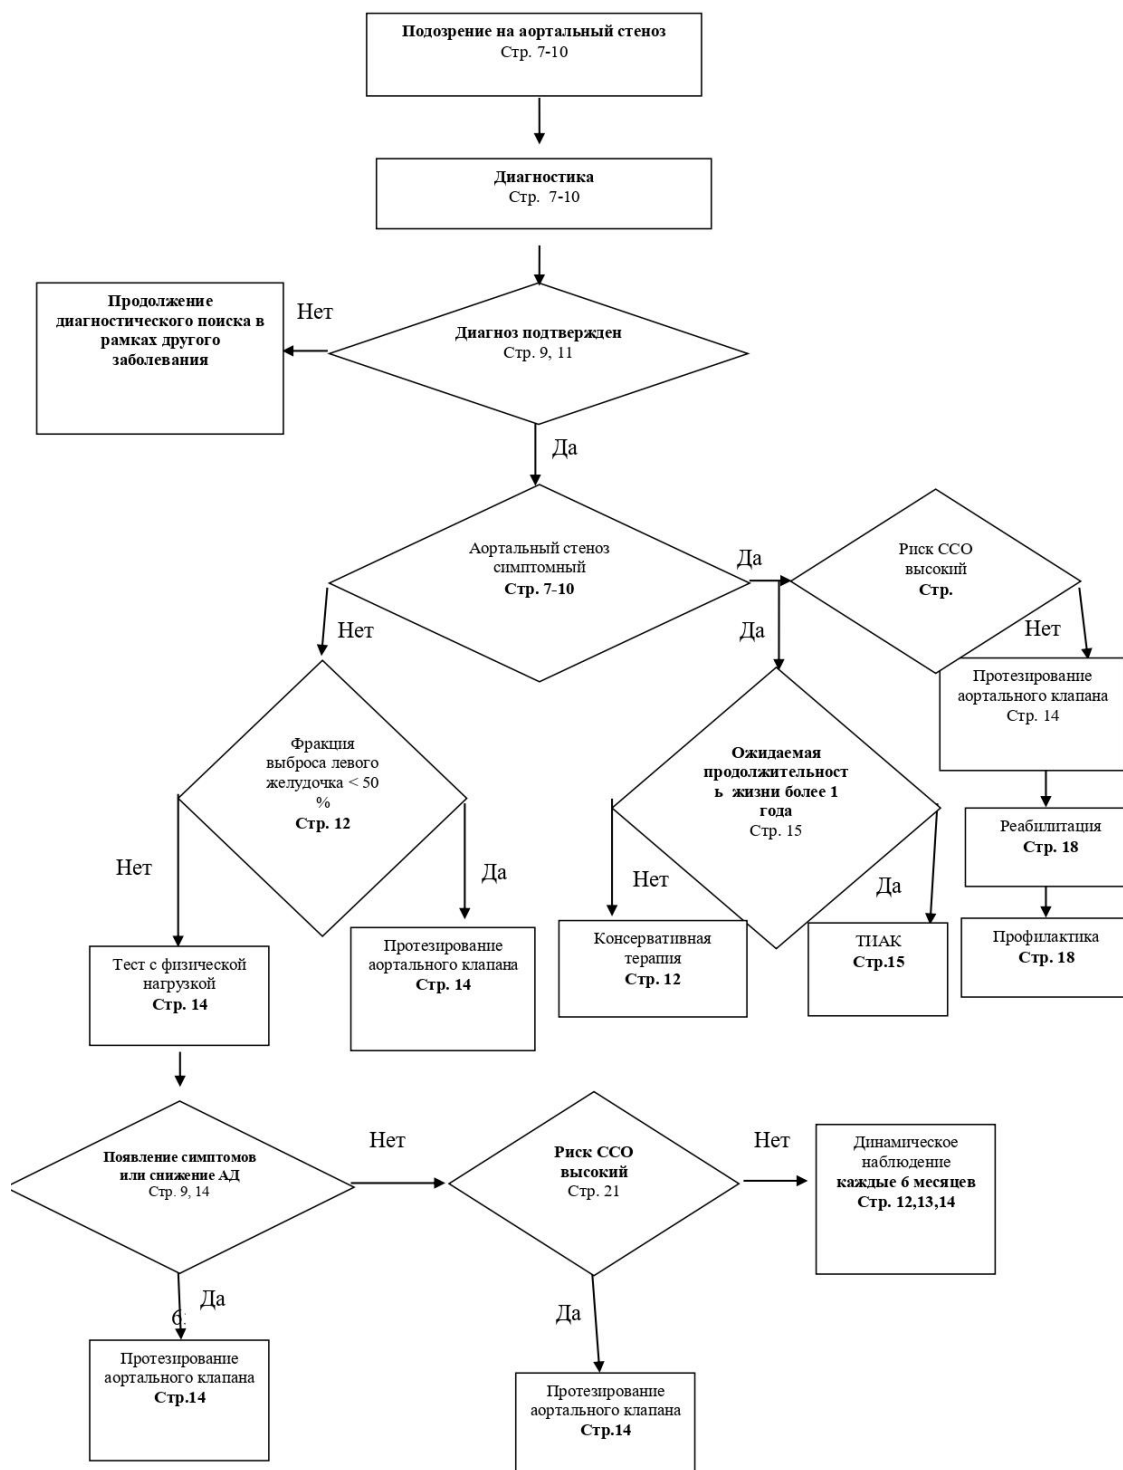 Подозрение на аортальный стеноз
Стр. 7-10
Диагностика
Стр. 7-10
Продолжение
диагностического поиска в
рамках другого
заболевания
Нет
Диагноз подтвержден
Стр. 9, 11
Да
Аортальный стеноз
симптомный
Стр. 7-10
Да
Риск ССО
высокий
Стр.
Нет
Да
Нет
Протезирование
аортального клапана
Стр. 14
Фракция
выброса левого
желудочка < 50
%
Стр. 12
Ожидаемая
продолжительност
ь жизни более 1
года
Стр. 15
Реабилитация
Стр. 18
Нет
Да
Нет
Да
Профилактика
Стр. 18
Тест с физической
нагрузкой
Стр. 14
Протезирование
аортального клапана
Стр. 14
Консервативная
терапия
Стр. 12
ТИАК
Стр.15
Появление симптомов
или снижение АД
Стр. 9, 14
Нет
Риск ССО
высокий
Стр. 21
Нет
Динамическое
наблюдение
каждые 6 месяцев
Стр. 12,13,14
Да
Да
Протезирование
аортального клапана
Стр.14
Протезирование
аортального клапана
Стр.14